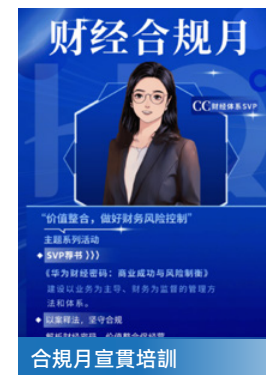 财经合规月
CC财经体系SVP
“价值整合，做好财务风险控制”
主题系列活动
SVP荐书 》》》
《华为财经密码：商业成功与风险制衡》
建设以业务为主导、财务为监督的管理方
法和体系。
以案释法，坚守合规
合規月宣貫培訓